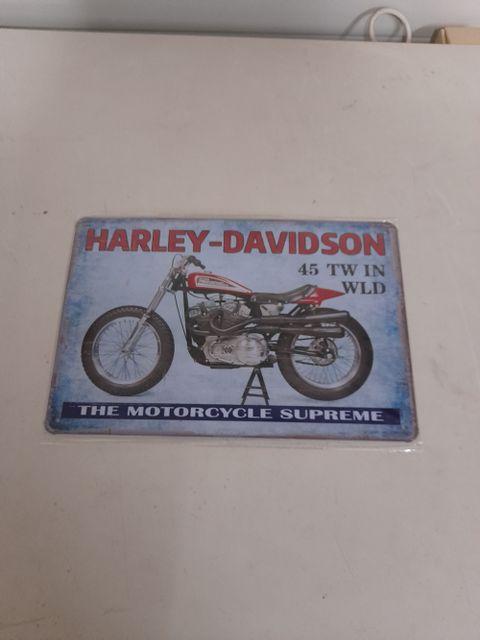 HARLEY-DAVIDSON
45 TW IN
WLD
THE MOTORCYCLE SUPREME